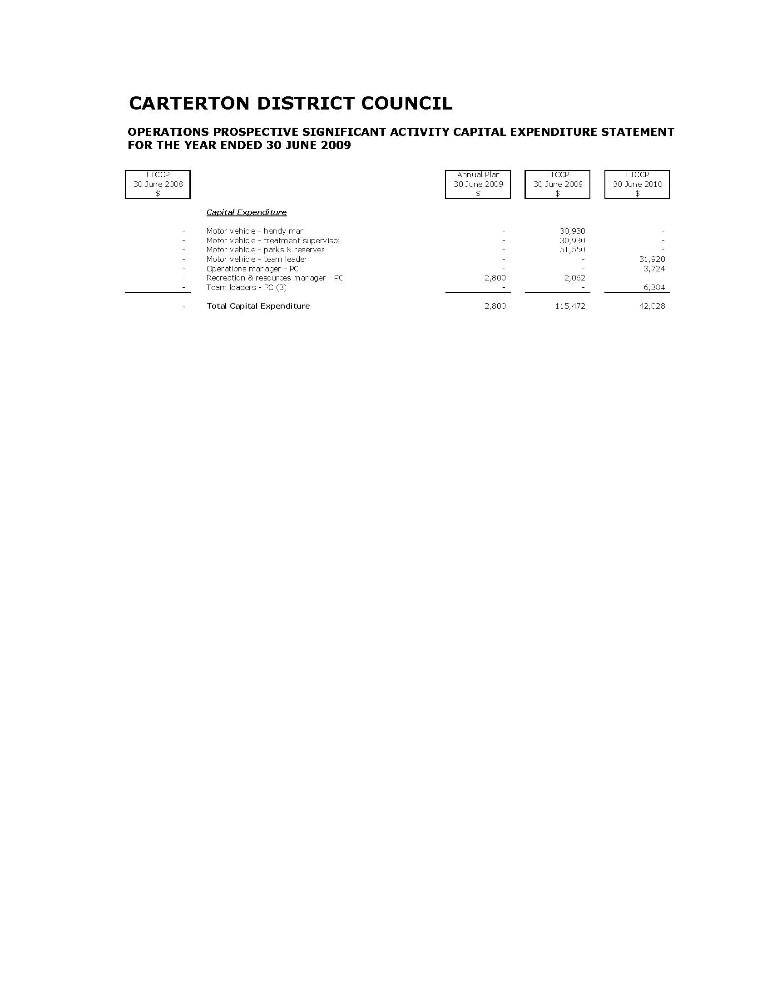 CARTERTON DISTRICT COUNCIL
OPERATIONS PROSPECTIVE SIGNIFICANT ACTIVITY CAPITAL EXPENDITURE STATEMENT
FOR THE YEAR ENDED 30 JUNE 2009
LTCCP Annual Plan LTCCP LTCCP
30 June 2008 30 June 2009 30 June 2009 30 June 2010
$ $ $ $
Capital Expenditure
- Motor vehicle - handy man - 30,930 -
- Motor vehicle - treatment supervisor - 30,930 -
- Motor vehicle - parks & reserves - 51,550 -
- Motor vehicle - team leader - - 31,920
- Operations manager - PC - - 3,724
- Recreation & resources manager - PC 2,800 2,062 -
- Team leaders - PC (3) - - 6,384
- Total Capital Expenditure 2,800 115,472 42,028